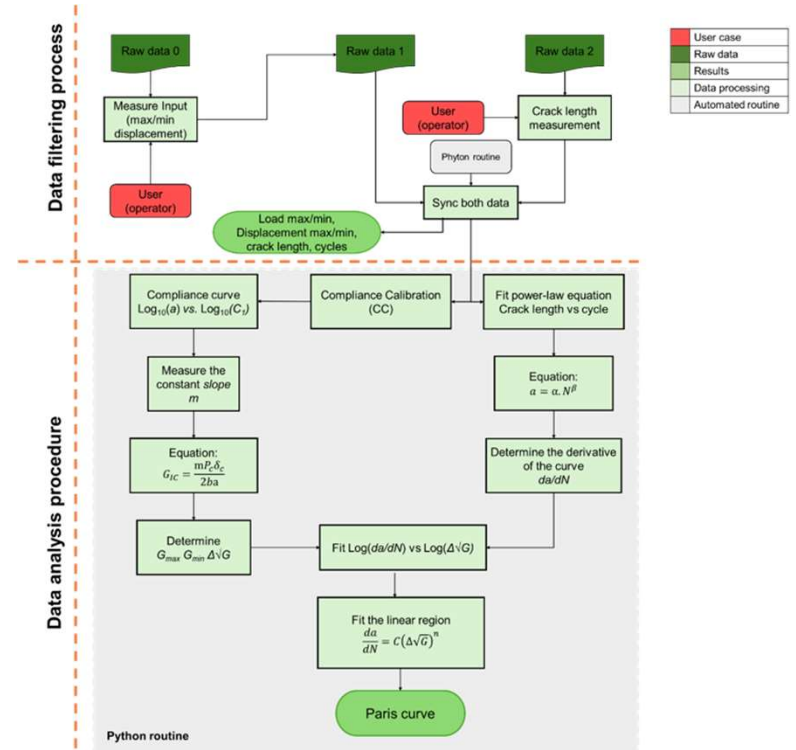 Data filtering process
Raw data 0
Raw data 1
Raw data 2
User case
Raw data
Results
Data processing
Automated routine
Measure Input
(max/min
displacement)
User
(operator)
Crack length
measurement
Phyton routine
User
(operator)
Sync both data
Load max/min,
Displacement max/min,
crack length, cycles
Data analysis procedure
Compliance curve
Log₁₀(a) vs. Log₁₀(C₁)
Compliance Calibration
(CC)
Fit power-law equation
Crack length vs cycle
Measure the
constant slope
m
Equation:
a = α. N^β
Equation:
G_IC = mP_cδ_c / 2ba
Determine the derivative
of the curve
da/dN
Determine
Gmax Gmin Δ√G
Fit Log(da/dN) vs Log(Δ√G)
Fit the linear region
da/dN = C(Δ√G)^n
Paris curve
Python routine